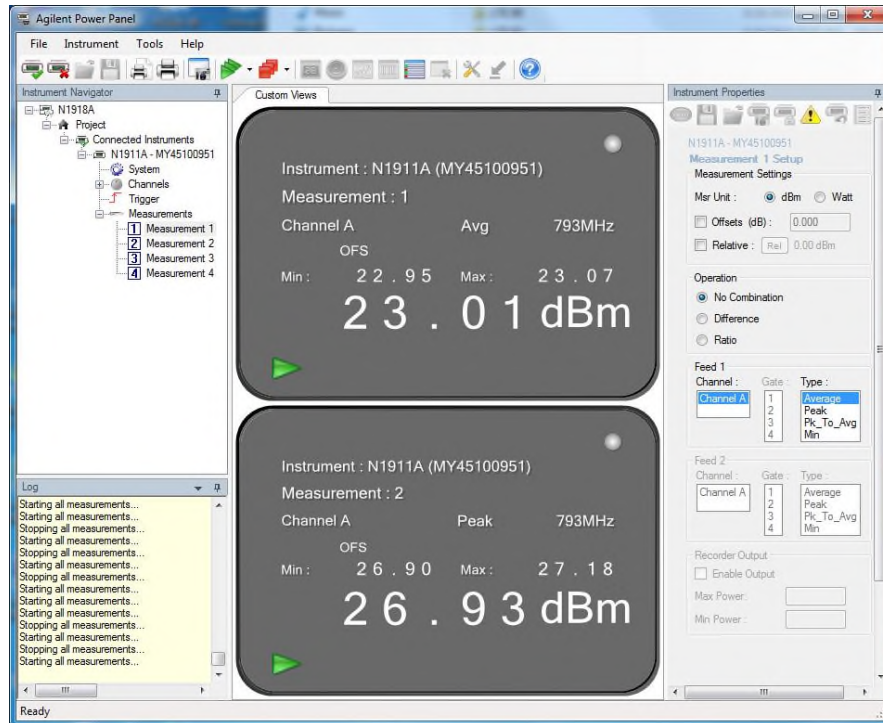 Agilent Power Panel
File Instrument Tools Help
Instrument Navigator
N1918A
Project
Connected Instruments
N1911A - MY45100951
System
Channels
Trigger
Measurements
1 Measurement 1
2 Measurement 2
3 Measurement 3
4 Measurement 4
Log
Starting all measurements...
Starting all measurements...
Stopping all measurements...
Starting all measurements...
Stopping all measurements...
Starting all measurements...
Stopping all measurements...
Starting all measurements...
Starting all measurements...
Starting all measurements...
Stopping all measurements...
Starting all measurements...
Stopping all measurements...
Starting all measurements...
Custom Views
Instrument : N1911A (MY45100951)
Measurement : 1
Channel A Avg 793MHz
OFS
Min : 22.95 Max : 23.07
23.01 dBm
Instrument : N1911A (MY45100951)
Measurement : 2
Channel A Peak 793MHz
OFS
Min : 26.90 Max : 27.18
26.93 dBm
Instrument Properties
N1911A - MY45100951
Measurement 1 Setup
Measurement Settings
Msr Unit : dBm Watt
Offsets (dB) : 0.000
Relative : Rel 0.00 dBm
Operation
No Combination
Difference
Ratio
Feed 1
Channel : Gate : Type :
Channel A 1 Average
2 Peak
3 Pk_To_Avg
4 Min
Feed 2
Channel : Gate : Type :
Channel A 1 Average
2 Peak
3 Pk_To_Avg
4 Min
Recorder Output
Enable Output
Max Power :
Min Power :
Ready